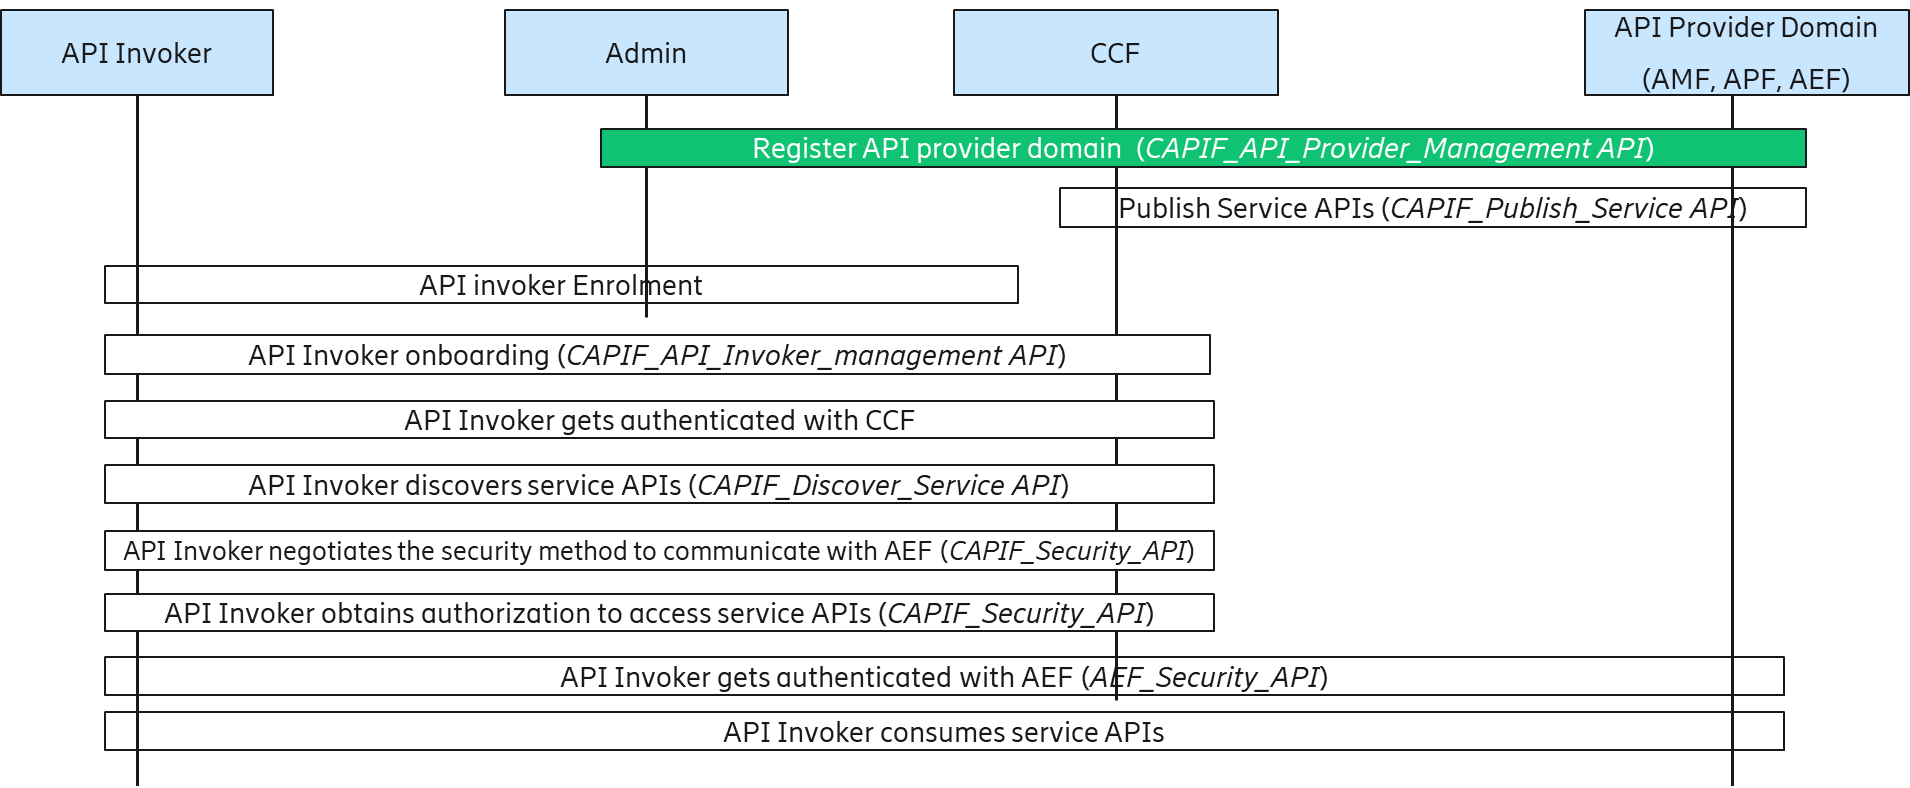 API Invoker
Admin
CCF
API Provider Domain
(AMF, APF, AEF)
Register API provider domain (CAPIF_API_Provider_Management API)
Publish Service APIs (CAPIF_Publish_Service API)
API invoker Enrolment
API Invoker onboarding (CAPIF_API_Invoker_management API)
API Invoker gets authenticated with CCF
API Invoker discovers service APIs (CAPIF_Discover_Service API)
API Invoker negotiates the security method to communicate with AEF (CAPIF_Security_API)
API Invoker obtains authorization to access service APIs (CAPIF_Security_API)
API Invoker gets authenticated with AEF (AEF_Security_API)
API Invoker consumes service APIs